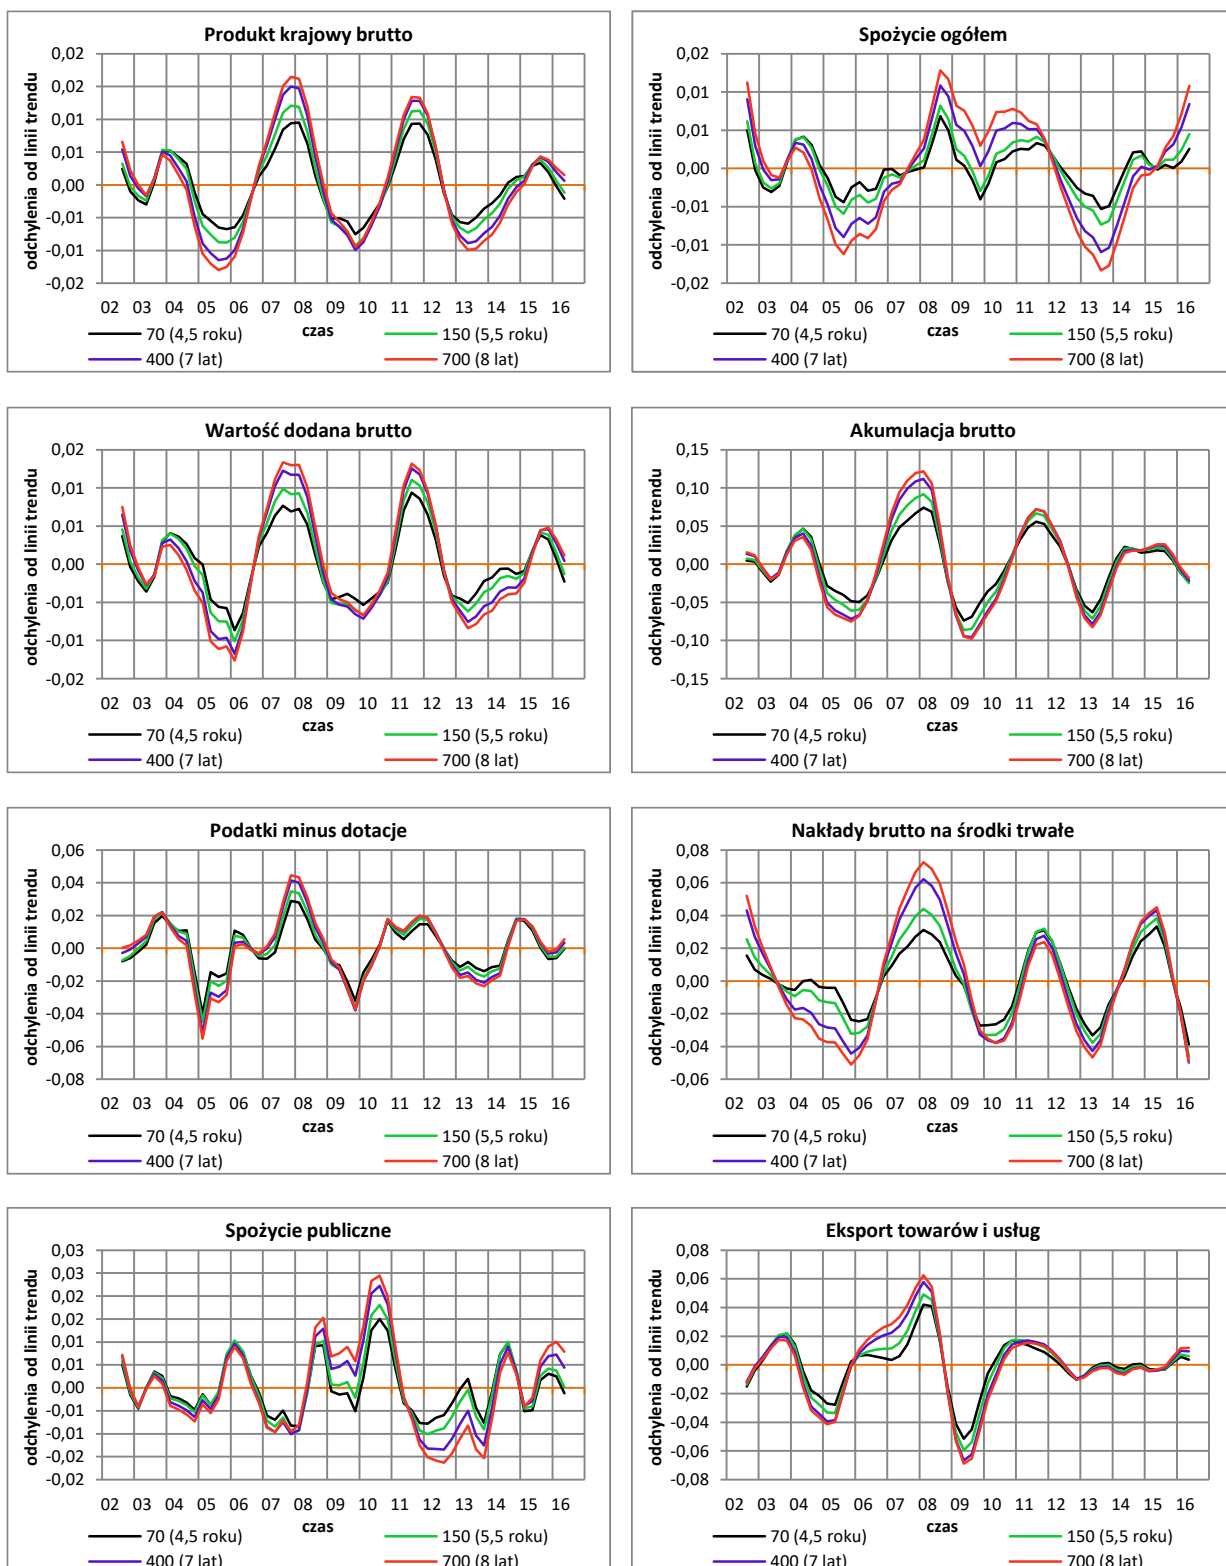 Produkt krajowy brutto
odchylenia od linii trendu
0,02
0,02
0,01
0,01
0,00
-0,01
-0,01
-0,02
02 03 04 05 06 07 08 09 10 11 12 13 14 15 16
czas
70 (4,5 roku) 150 (5,5 roku)
400 (7 lat) 700 (8 lat)
Spożycie ogółem
odchylenia od linii trendu
0,02
0,01
0,01
0,00
-0,01
-0,01
-0,02
02 03 04 05 06 07 08 09 10 11 12 13 14 15 16
czas
70 (4,5 roku) 150 (5,5 roku)
400 (7 lat) 700 (8 lat)
Wartość dodana brutto
odchylenia od linii trendu
0,02
0,01
0,01
0,00
-0,01
-0,01
-0,02
02 03 04 05 06 07 08 09 10 11 12 13 14 15 16
czas
70 (4,5 roku) 150 (5,5 roku)
400 (7 lat) 700 (8 lat)
Akumulacja brutto
odchylenia od linii trendu
0,15
0,10
0,05
0,00
-0,05
-0,10
-0,15
02 03 04 05 06 07 08 09 10 11 12 13 14 15 16
czas
70 (4,5 roku) 150 (5,5 roku)
400 (7 lat) 700 (8 lat)
Podatki minus dotacje
odchylenia od linii trendu
0,06
0,04
0,02
0,00
-0,02
-0,04
-0,06
-0,08
02 03 04 05 06 07 08 09 10 11 12 13 14 15 16
czas
70 (4,5 roku) 150 (5,5 roku)
400 (7 lat) 700 (8 lat)
Nakłady brutto na środki trwałe
odchylenia od linii trendu
0,08
0,06
0,04
0,02
0,00
-0,02
-0,04
-0,06
02 03 04 05 06 07 08 09 10 11 12 13 14 15 16
czas
70 (4,5 roku) 150 (5,5 roku)
400 (7 lat) 700 (8 lat)
Spożycie publiczne
odchylenia od linii trendu
0,03
0,03
0,02
0,02
0,01
0,01
0,00
-0,01
-0,01
-0,02
-0,02
02 03 04 05 06 07 08 09 10 11 12 13 14 15 16
czas
70 (4,5 roku) 150 (5,5 roku)
400 (7 lat) 700 (8 lat)
Eksport towarów i usług
odchylenia od linii trendu
0,08
0,06
0,04
0,02
0,00
-0,02
-0,04
-0,06
-0,08
02 03 04 05 06 07 08 09 10 11 12 13 14 15 16
czas
70 (4,5 roku) 150 (5,5 roku)
400 (7 lat) 700 (8 lat)